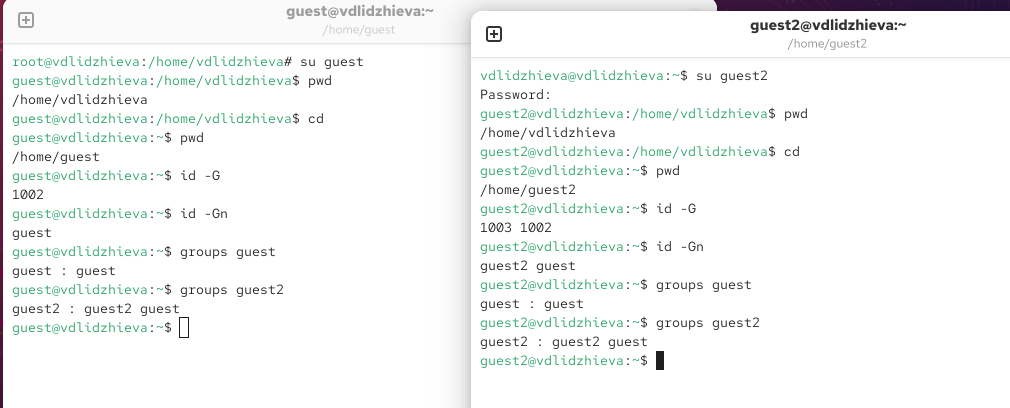 guest@vdlidzhieva:~
/home/guest
root@vdlidzhieva:/home/vdlidzhieva# su guest
guest@vdlidzhieva:/home/vdlidzhieva$ pwd
/home/vdlidzhieva
guest@vdlidzhieva:/home/vdlidzhieva$ cd
guest@vdlidzhieva:~$ pwd
/home/guest
guest@vdlidzhieva:~$ id -G
1002
guest@vdlidzhieva:~$ id -Gn
guest
guest@vdlidzhieva:~$ groups guest
guest : guest
guest@vdlidzhieva:~$ groups guest2
guest2 : guest2 guest
guest@vdlidzhieva:~$
guest2@vdlidzhieva:~
/home/guest2
vdlidzhieva@vdlidzhieva:~$ su guest2
Password:
guest2@vdlidzhieva:/home/vdlidzhieva$ pwd
/home/vdlidzhieva
guest2@vdlidzhieva:/home/vdlidzhieva$ cd
guest2@vdlidzhieva:~$ pwd
/home/guest2
guest2@vdlidzhieva:~$ id -G
1003 1002
guest2@vdlidzhieva:~$ id -Gn
guest2 guest
guest2@vdlidzhieva:~$ groups guest
guest : guest
guest2@vdlidzhieva:~$ groups guest2
guest2 : guest2 guest
guest2@vdlidzhieva:~$